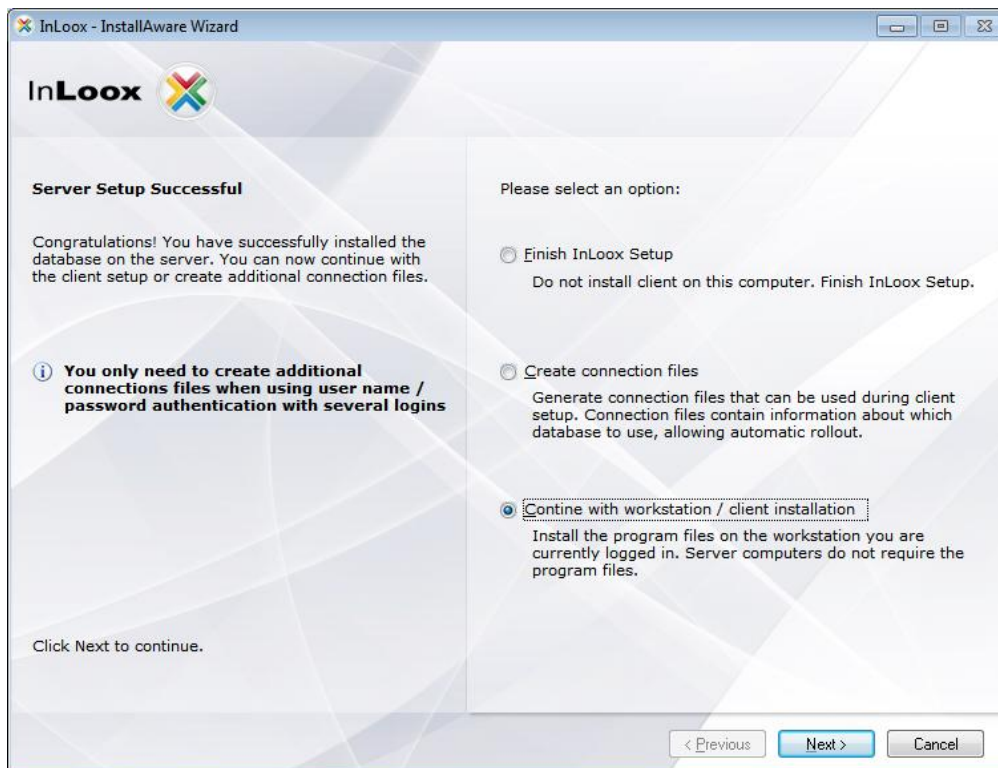 InLoox - InstallAware Wizard
InLoox
Server Setup Successful
Congratulations! You have successfully installed the
database on the server. You can now continue with
the client setup or create additional connection files.
You only need to create additional
connections files when using user name /
password authentication with several logins
Click Next to continue.
Please select an option:
Finish InLoox Setup
Do not install client on this computer. Finish InLoox Setup.
Create connection files
Generate connection files that can be used during client
setup. Connection files contain information about which
database to use, allowing automatic rollout.
Contine with workstation / client installation
Install the program files on the workstation you are
currently logged in. Server computers do not require the
program files.
< Previous
Next >
Cancel